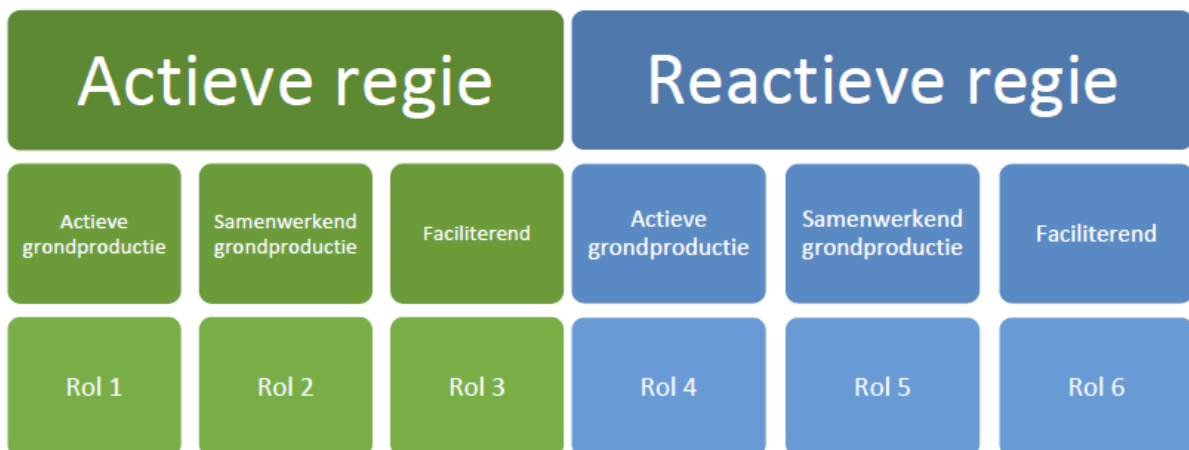 Actieve regie
Reactieve regie
Actieve
grondproductie
Samenwerkend
grondproductie
Faciliterend
Actieve
grondproductie
Samenwerkend
grondproductie
Faciliterend
Rol 1
Rol 2
Rol 3
Rol 4
Rol 5
Rol 6